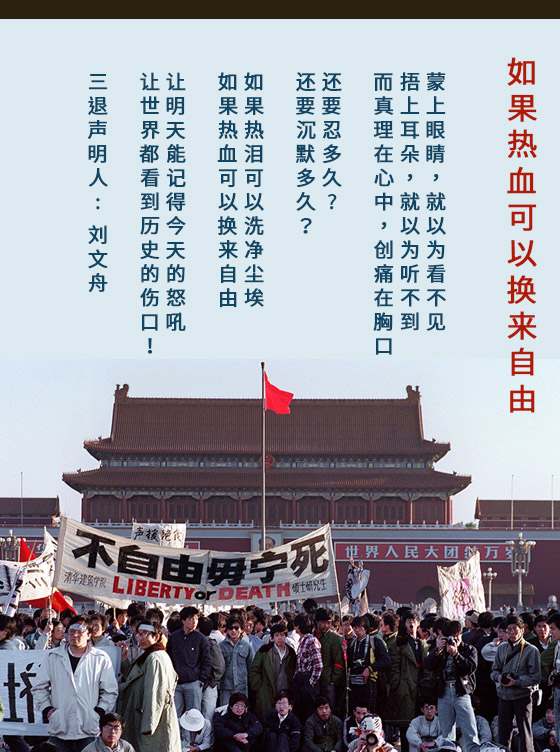 如果热血可以换来自由
蒙上眼睛，就以为看不见
捂上耳朵，就以为听不到
而真理在心中，创痛在胸口
还要忍多久？
还要沉默多久？
如果热泪可以洗净尘埃
如果热血可以换来自由
让明天能记得今天的怒吼
让世界都看到历史的伤口！
三退声明人：刘文舟
声援绝食
不自由毋宁死
清华建筑学院
LIBERTY or DEATH
硕士研究生
世界人民大团结万岁